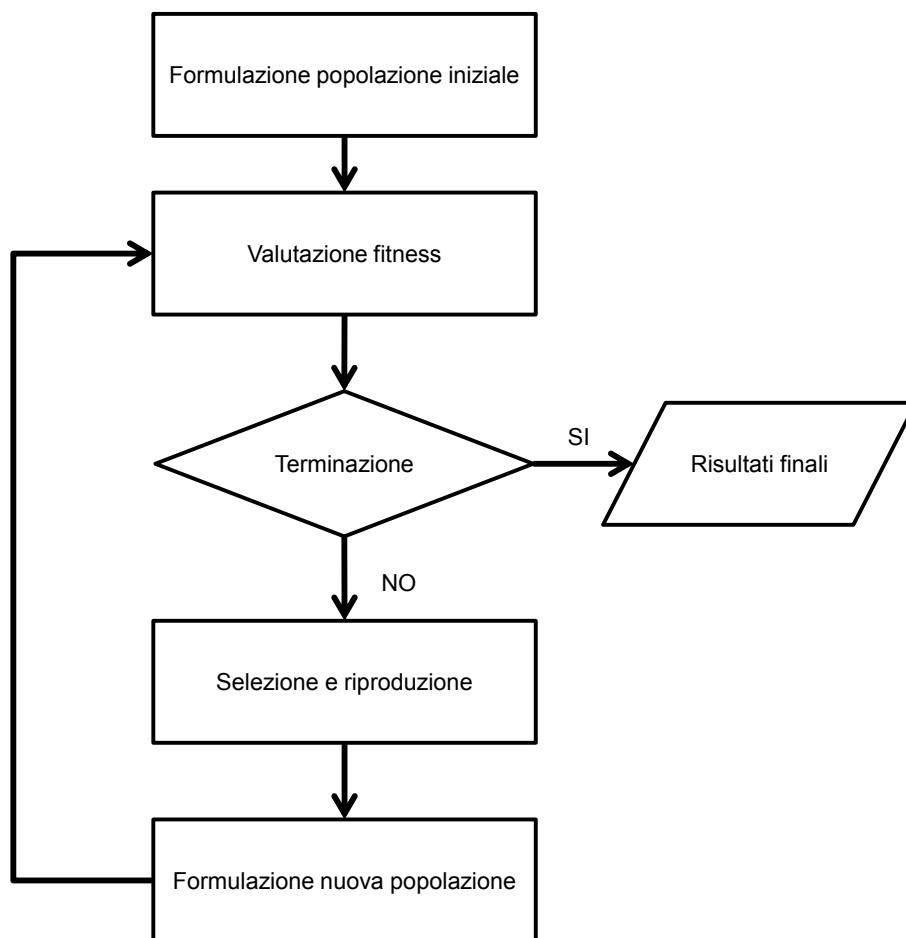 Formulazione popolazione iniziale
Valutazione fitness
Terminazione
SI
Risultati finali
NO
Selezione e riproduzione
Formulazione nuova popolazione